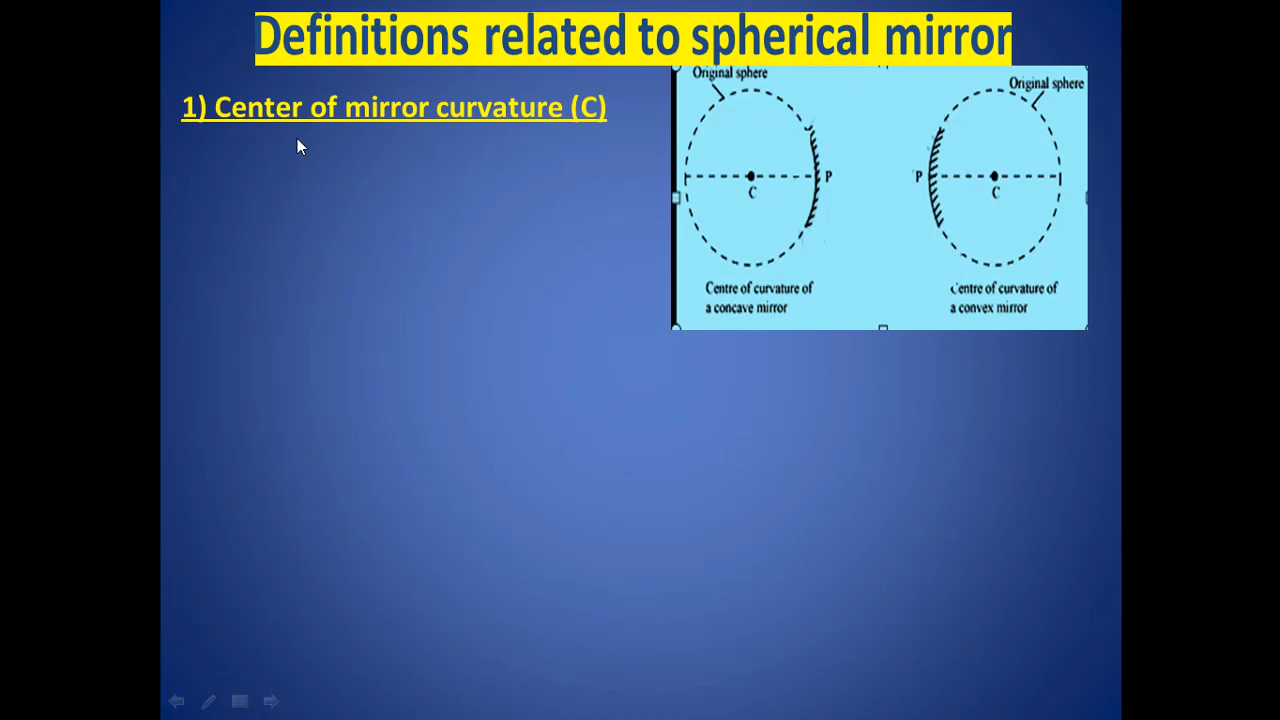 Definitions related to spherical mirror
1) Center of mirror curvature (C)
Original sphere
Original sphere
P
C
P
C
Centre of curvature of
a concave mirror
Centre of curvature of
a convex mirror